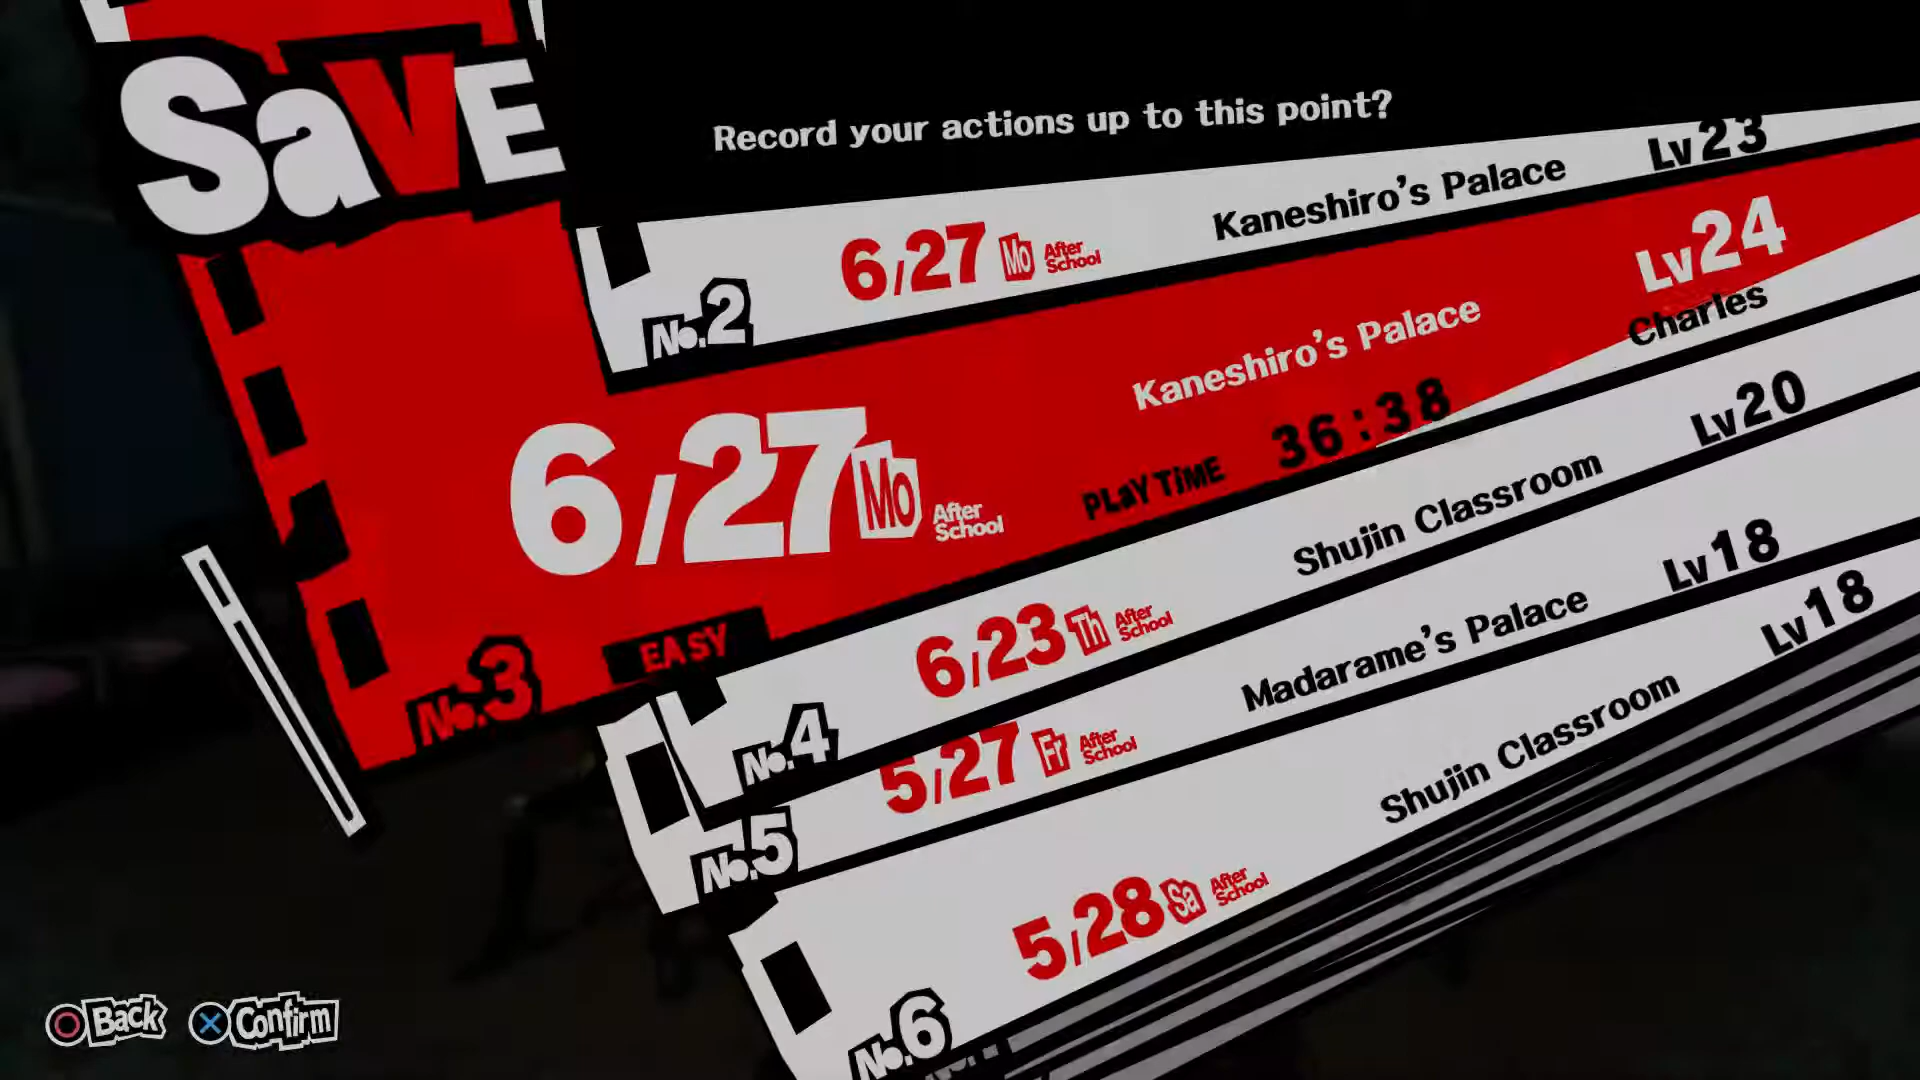 SaVE
Record your actions up to this point?
No.2 6/27 Mo After School Kaneshiro's Palace Lv23
No.3 6/27 Mo After School Kaneshiro's Palace Lv24
Charles
PLaY TiME 36:38
EASY
No.4 6/23 Th After School Shujin Classroom Lv20
No.5 5/27 Fr After School Madarame's Palace Lv18
No.6 5/28 Sa After School Shujin Classroom Lv18
Back Confirm